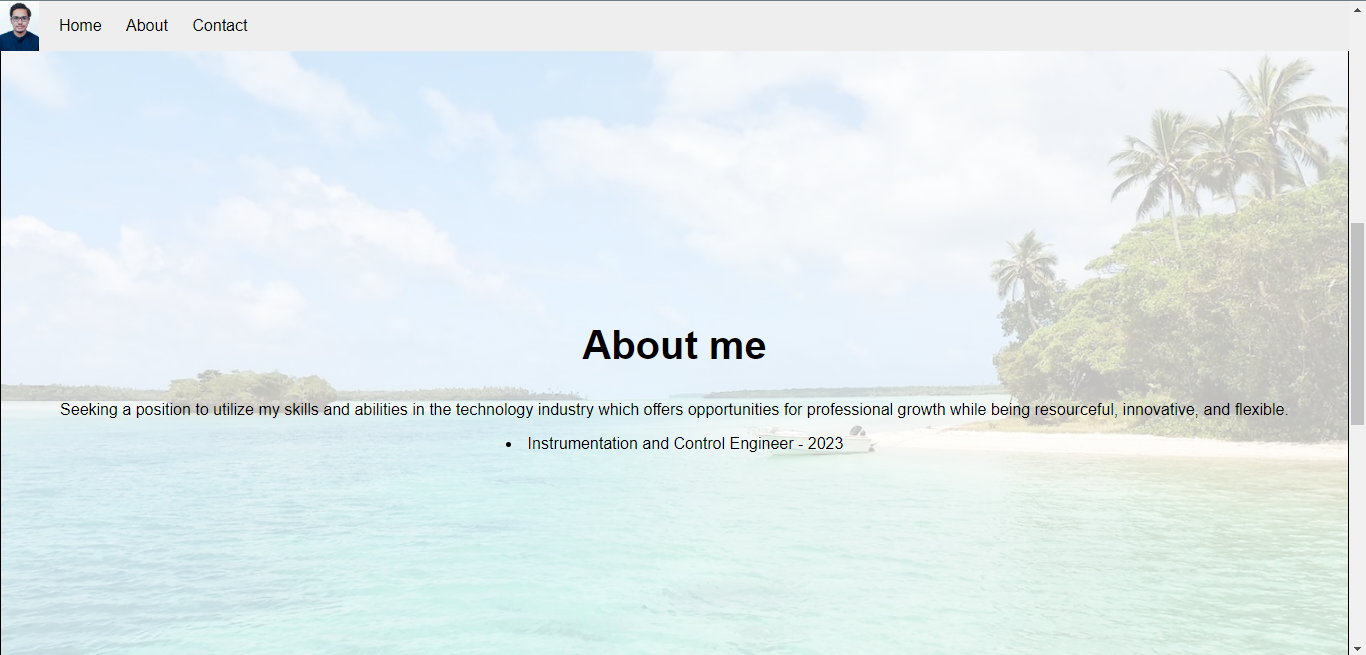 Home About Contact
About me
Seeking a position to utilize my skills and abilities in the technology industry which offers opportunities for professional growth while being resourceful, innovative, and flexible.
• Instrumentation and Control Engineer - 2023